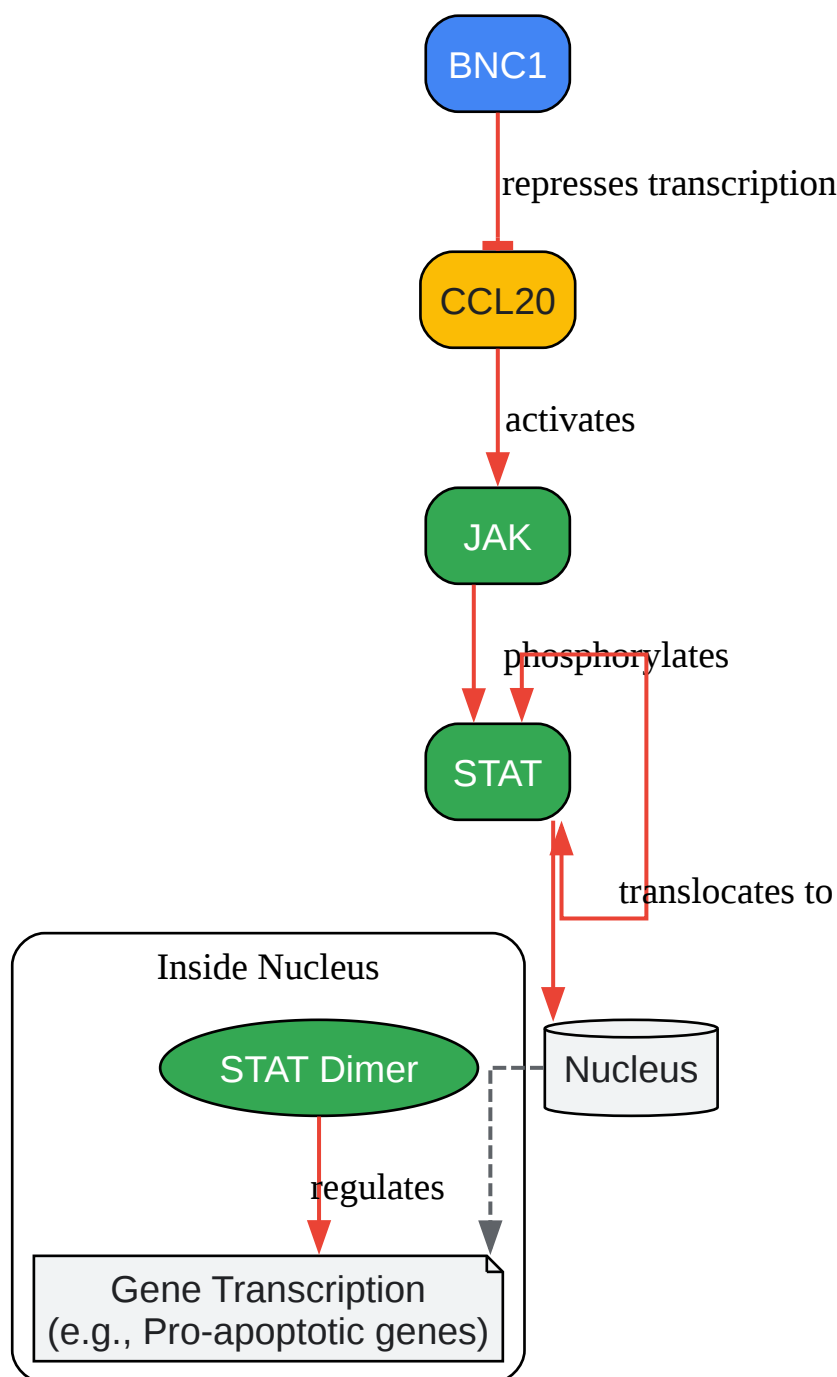 BNC1
represses transcription
CCL20
activates
JAK
phosphorylates
STAT
translocates to
Inside Nucleus
STAT Dimer
Nucleus
regulates
Gene Transcription
(e.g., Pro-apoptotic genes)